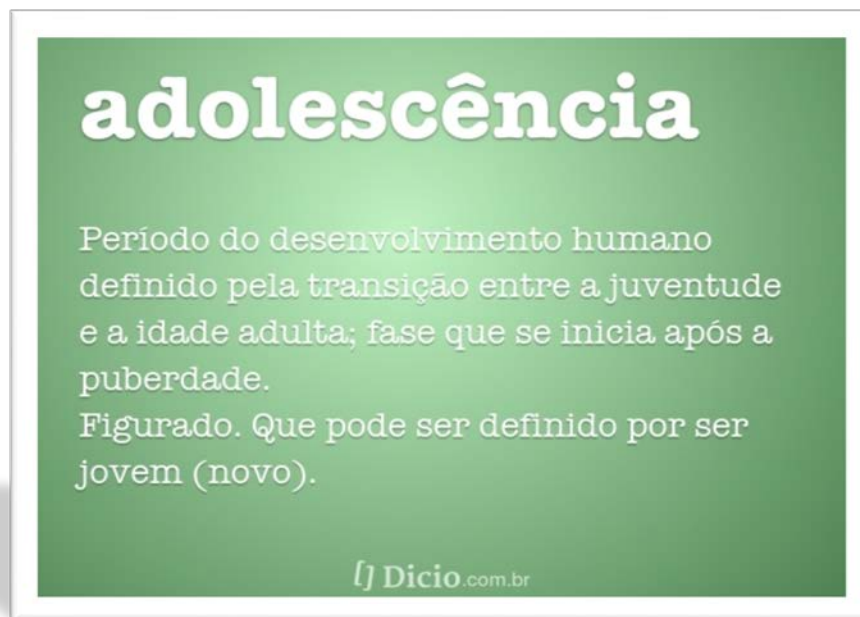 adolescência
Período do desenvolvimento humano
definido pela transição entre a juventude
e a idade adulta; fase que se inicia após a
puberdade.
Figurado. Que pode ser definido por ser
jovem (novo).
[] Dicio.com.br